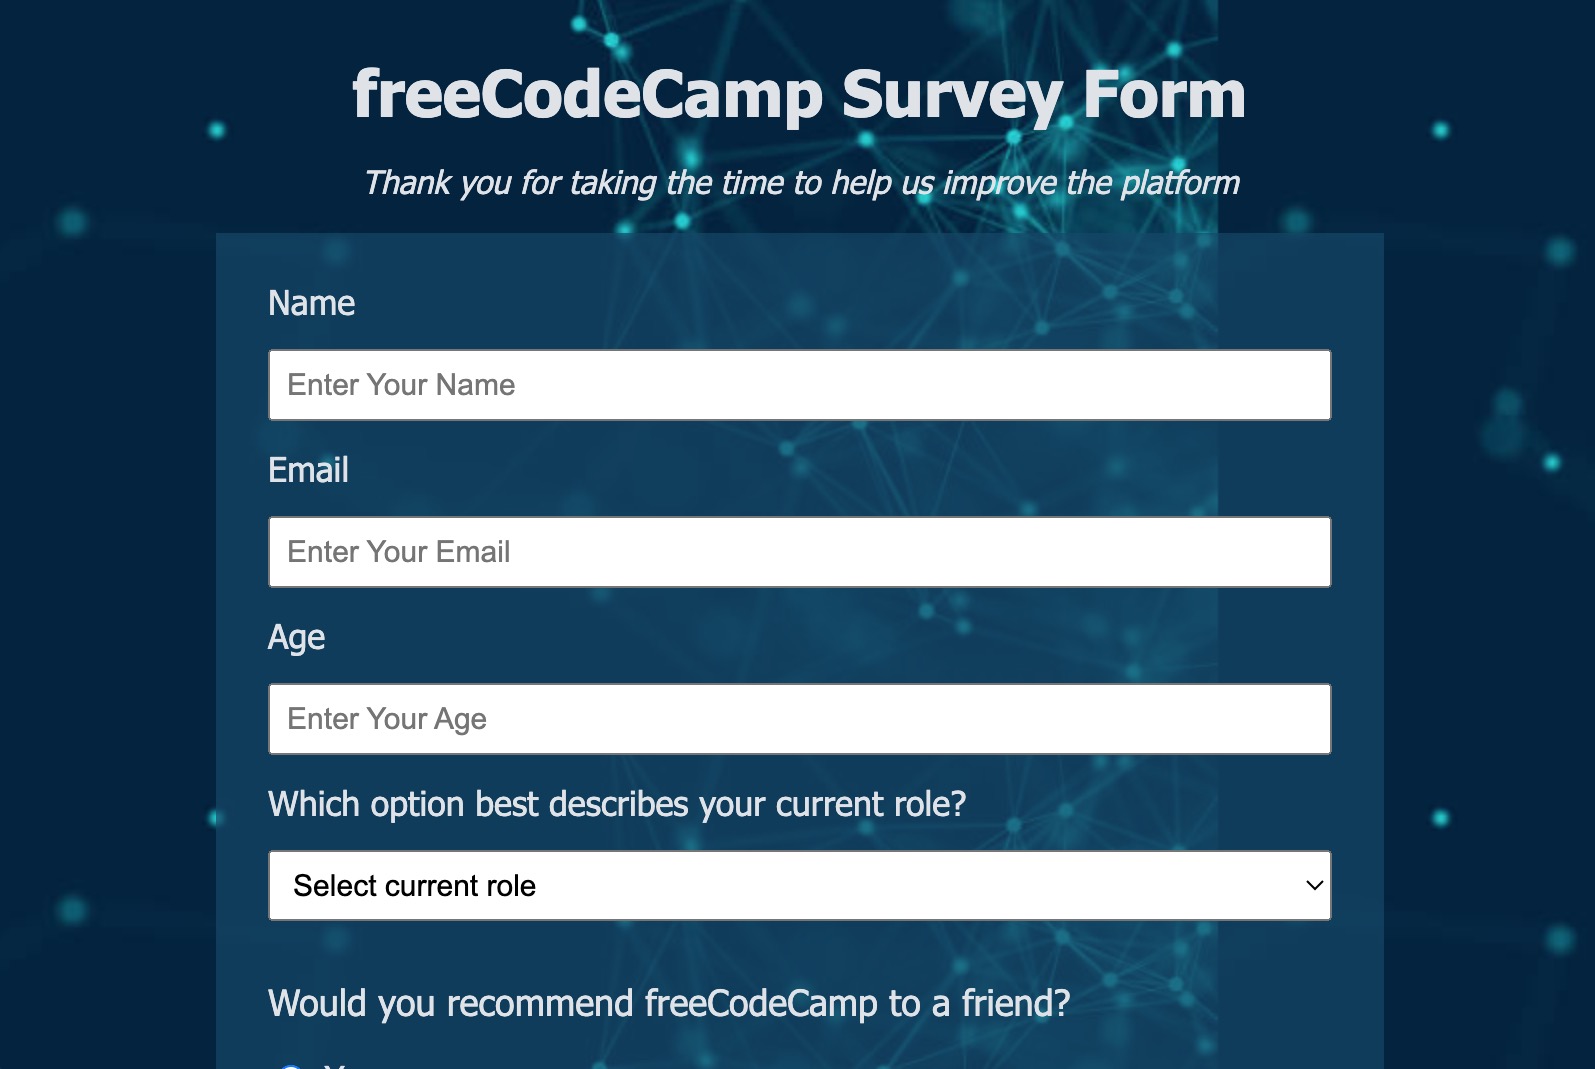 freeCodeCamp Survey Form
Thank you for taking the time to help us improve the platform
Name
Enter Your Name
Email
Enter Your Email
Age
Enter Your Age
Which option best describes your current role?
Select current role
Would you recommend freeCodeCamp to a friend?